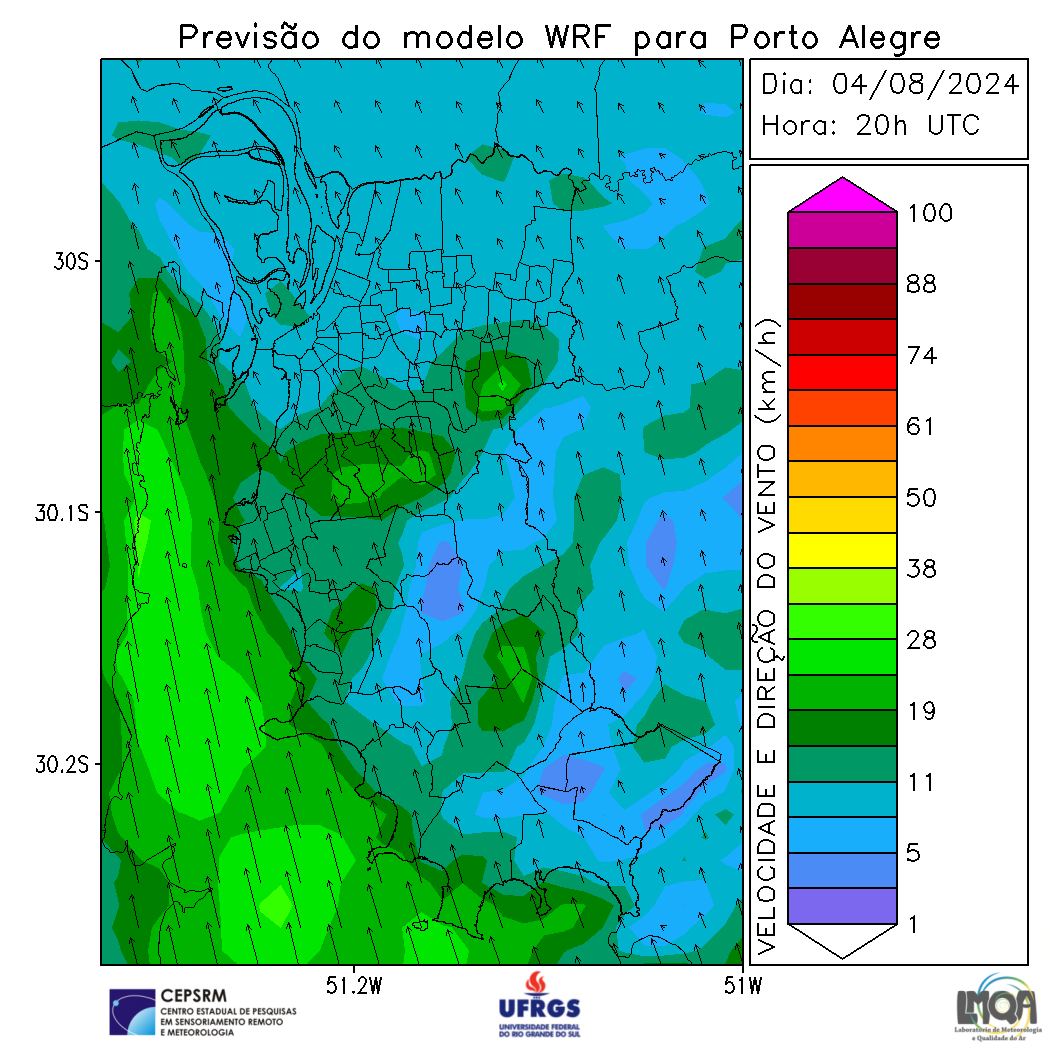 Previsão do modelo WRF para Porto Alegre
Dia: 04/08/2024
Hora: 20h UTC
30S
30.1S
30.2S
51.2W
51W
VELOCIDADE E DIREÇÃO DO VENTO (km/h)
100
88
74
61
50
38
28
19
11
5
1
CEPSRM
CENTRO ESTADUAL DE PESQUISAS
EM SENSORIAMENTO REMOTO
E METEOROLOGIA
UFRGS
UNIVERSIDADE FEDERAL
DO RIO GRANDE DO SUL
LMQA
Laboratório de Meteorologia
e Qualidade do Ar